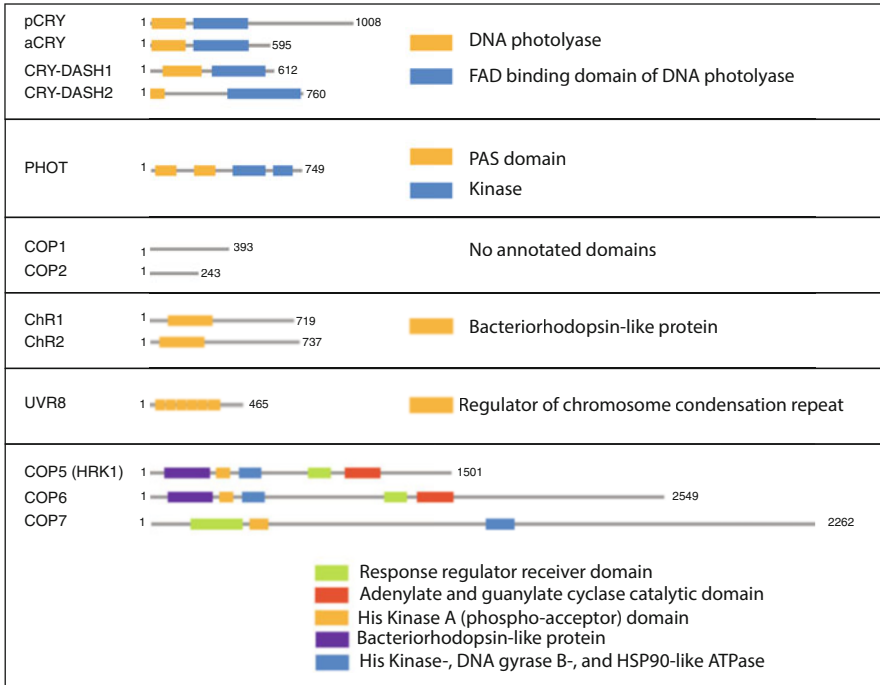 pCRY 1 1008
aCRY 1 595
CRY-DASH1 1 612
CRY-DASH2 1 760
DNA photolyase
FAD binding domain of DNA photolyase
PHOT 1 749
PAS domain
Kinase
COP1 1 393
COP2 1 243
No annotated domains
ChR1 1 719
ChR2 1 737
Bacteriorhodopsin-like protein
UVR8 1 465
Regulator of chromosome condensation repeat
COP5 (HRK1) 1 1501
COP6 1 2549
COP7 1 2262
Response regulator receiver domain
Adenylate and guanylate cyclase catalytic domain
His Kinase A (phospho-acceptor) domain
Bacteriorhodopsin-like protein
His Kinase-, DNA gyrase B-, and HSP90-like ATPase